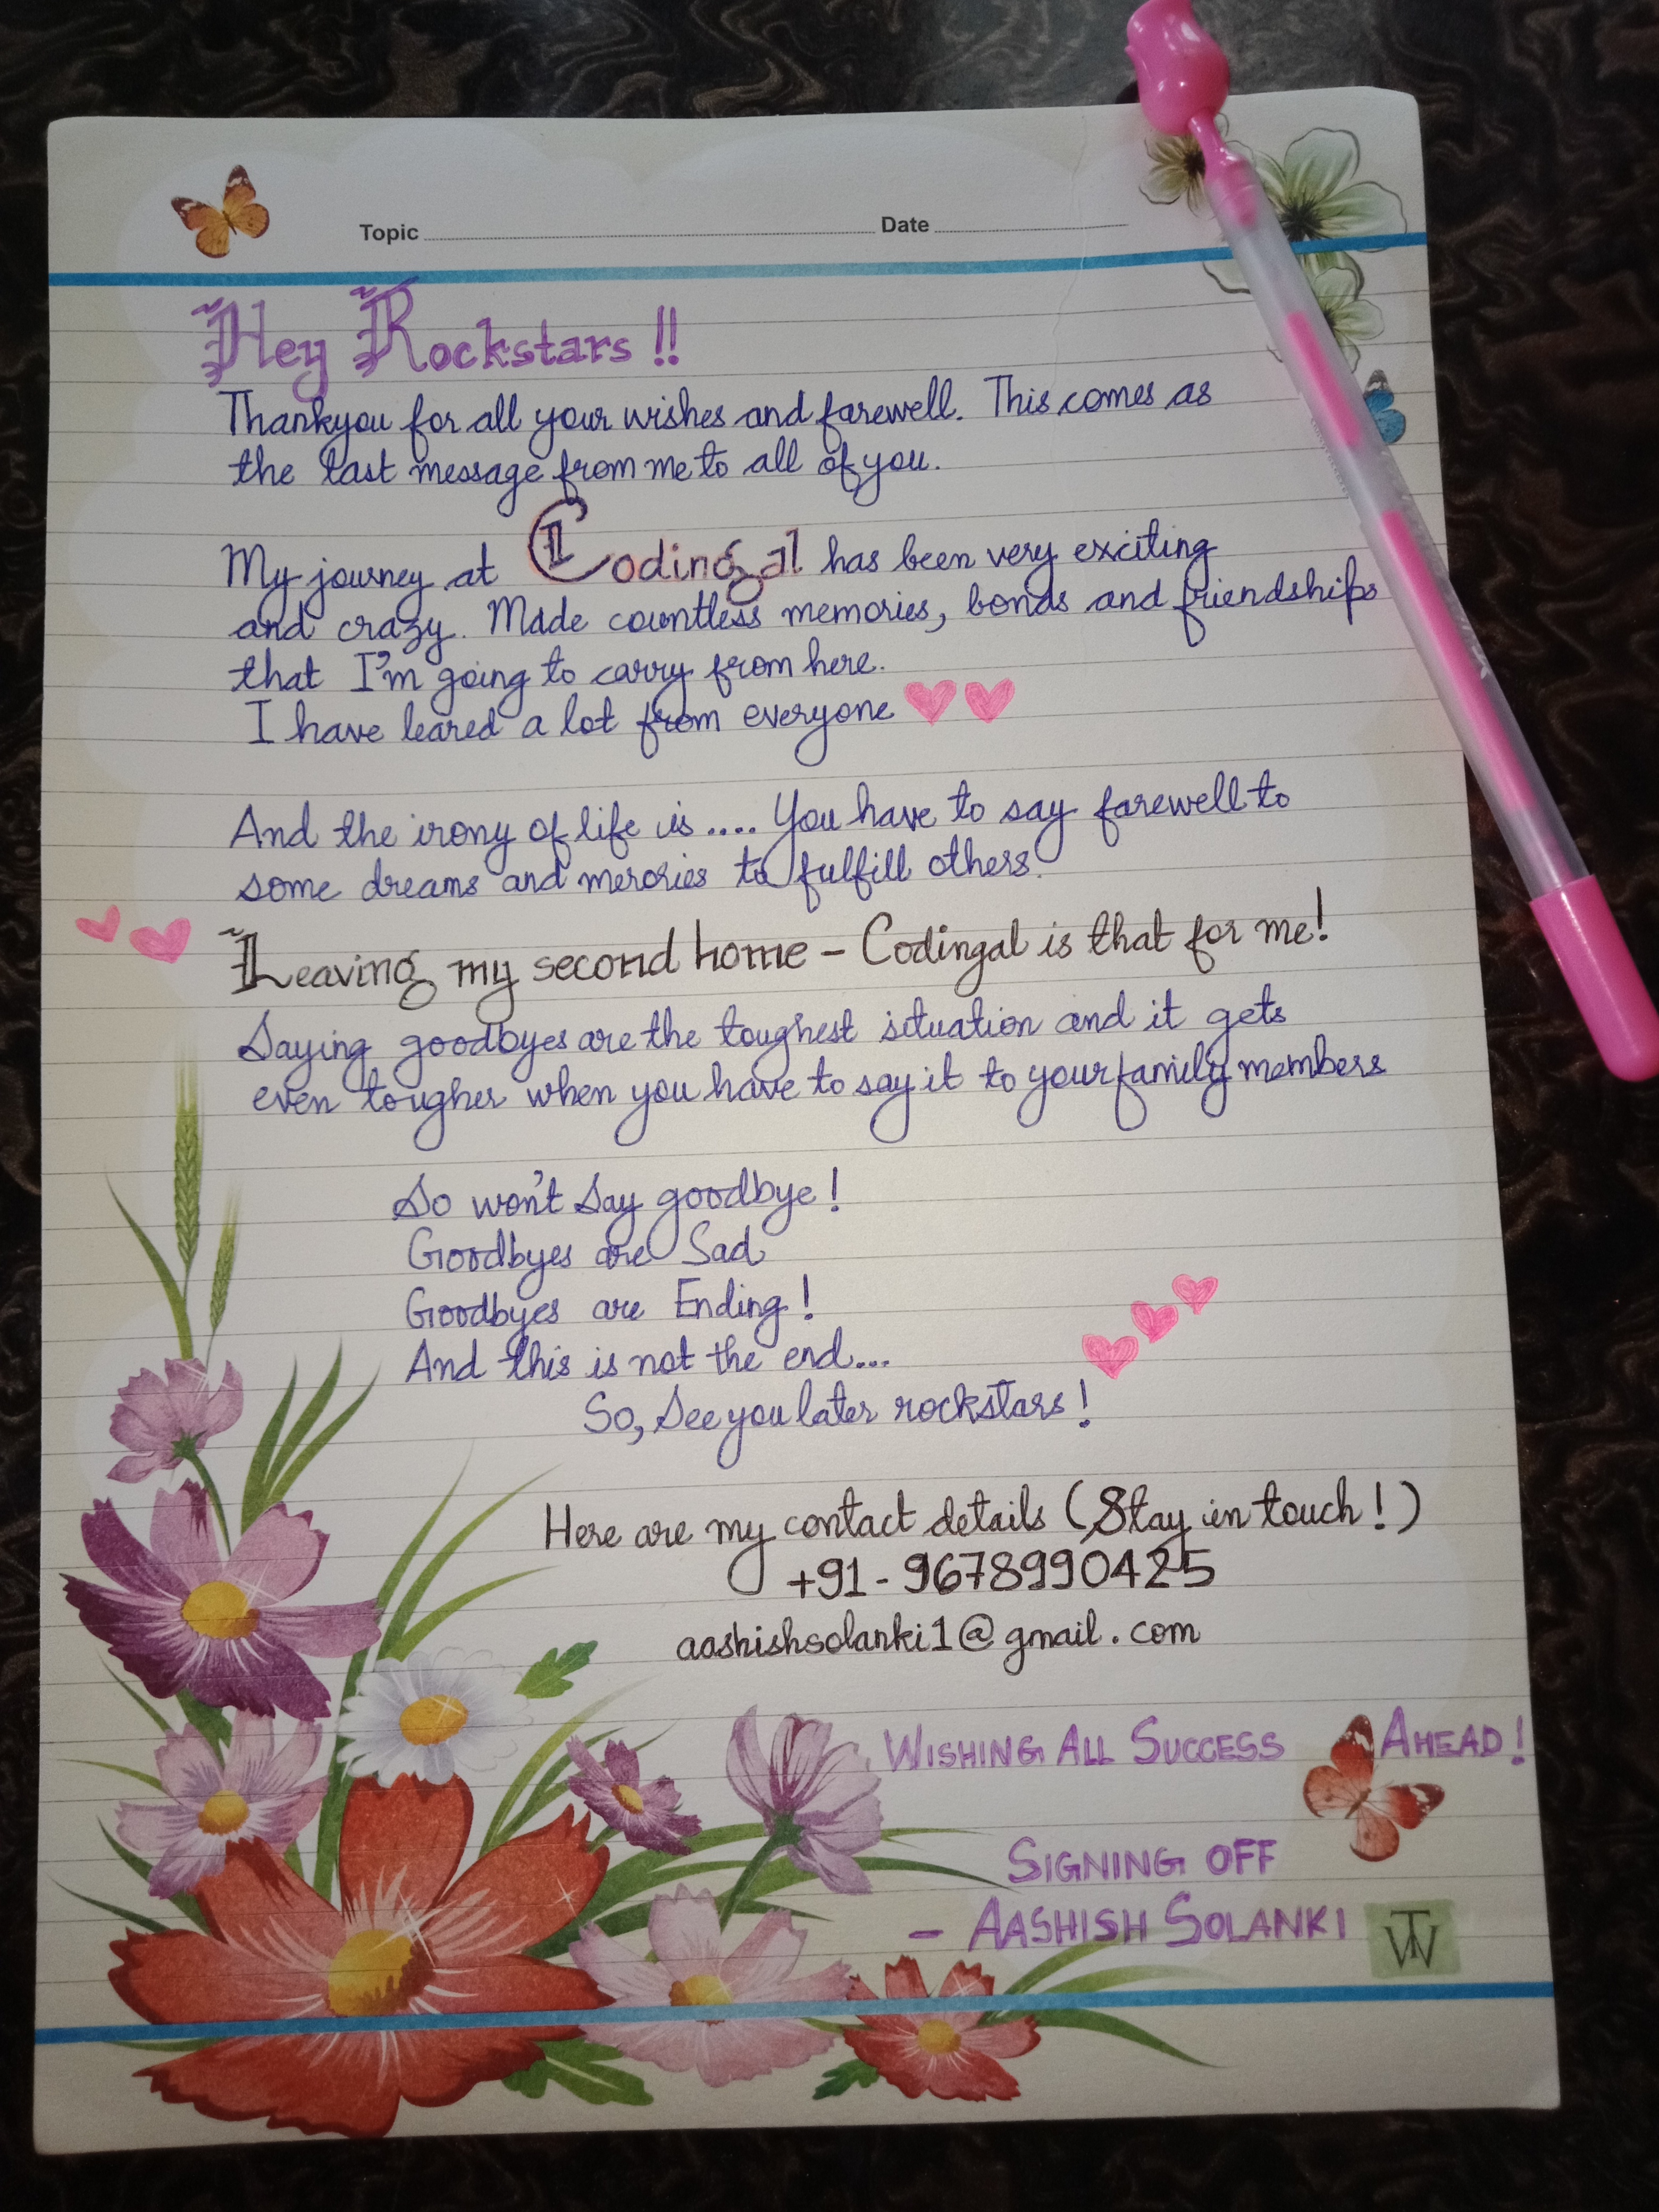 Topic Date
Hey Rockstars !!
Thankyou for all your wishes and farewell. This comes as
the last message from me to all of you.
My journey at Codingal has been very exciting
and crazy. Made countless memories, bonds and friendships
that I'm going to carry from here.
I have leared a lot from everyone
And the irony of life is .... You have to say farewell to
some dreams and merories to fulfill others.
Leaving my second home - Codingal is that for me!
Saying goodbyes are the toughest situation and it gets
even tougher when you have to say it to your family members
So won't Say goodbye!
Goodbyes are Sad
Goodbyes are Ending!
And this is not the end...
So, See you later rockstars!
Here are my contact details (Stay in touch!)
+91-9678990425
aashishsolanki1@gmail.com
WISHING ALL SUCCESS AHEAD!
SIGNING OFF
- AASHISH SOLANKI